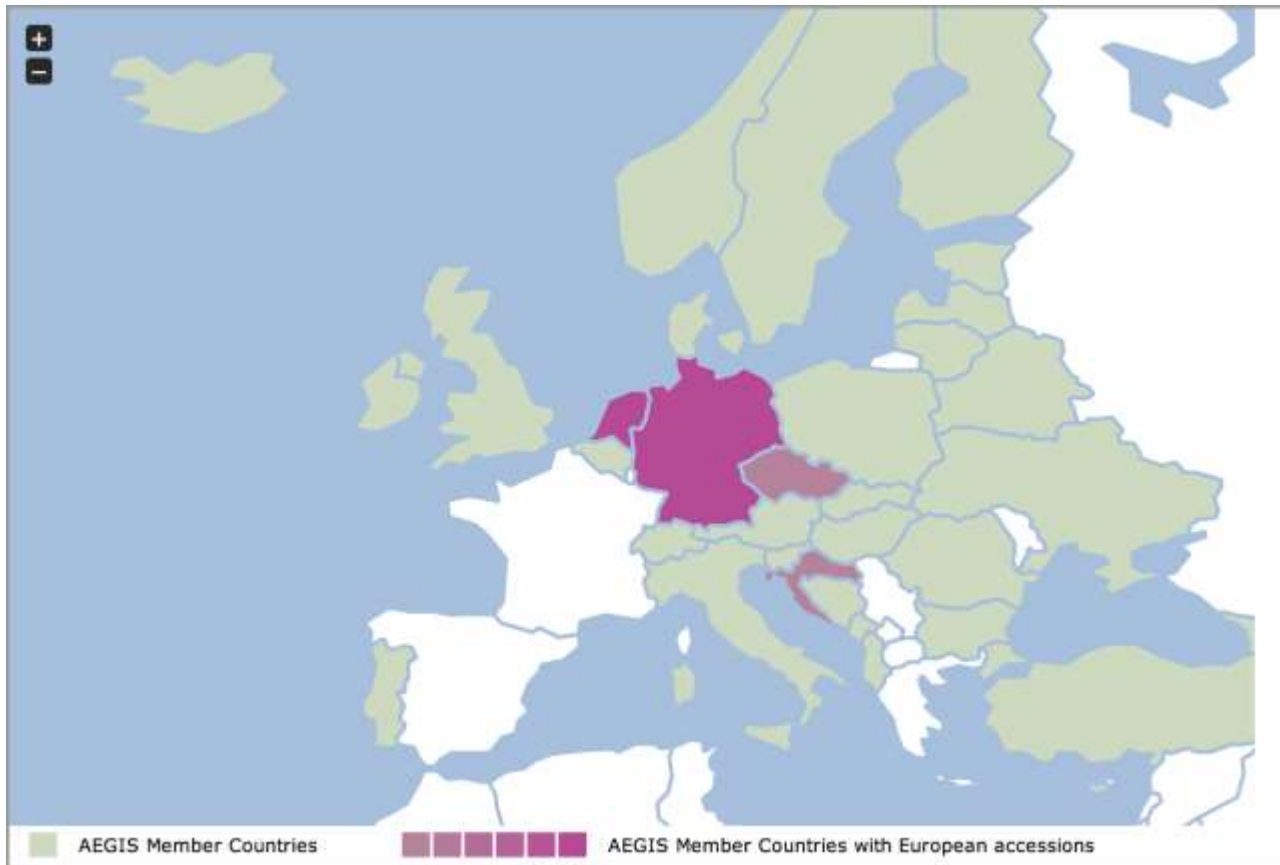 +
−
AEGIS Member Countries
AEGIS Member Countries with European accessions